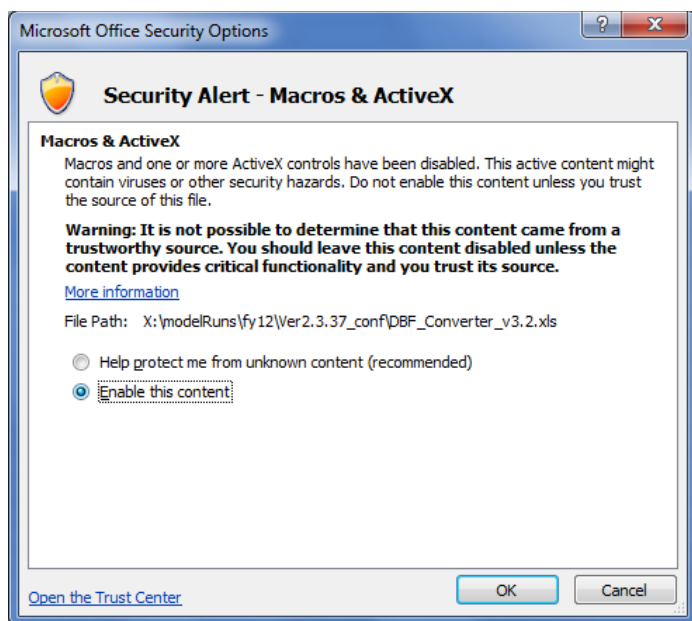 Microsoft Office Security Options
Security Alert - Macros & ActiveX
Macros & ActiveX
Macros and one or more ActiveX controls have been disabled. This active content might
contain viruses or other security hazards. Do not enable this content unless you trust
the source of this file.
Warning: It is not possible to determine that this content came from a
trustworthy source. You should leave this content disabled unless the
content provides critical functionality and you trust its source.
More information
File Path: X:\modelRuns\fy12\Ver2.3.37_conf\DBF_Converter_v3.2.xls
Help protect me from unknown content (recommended)
Enable this content
Open the Trust Center
OK
Cancel